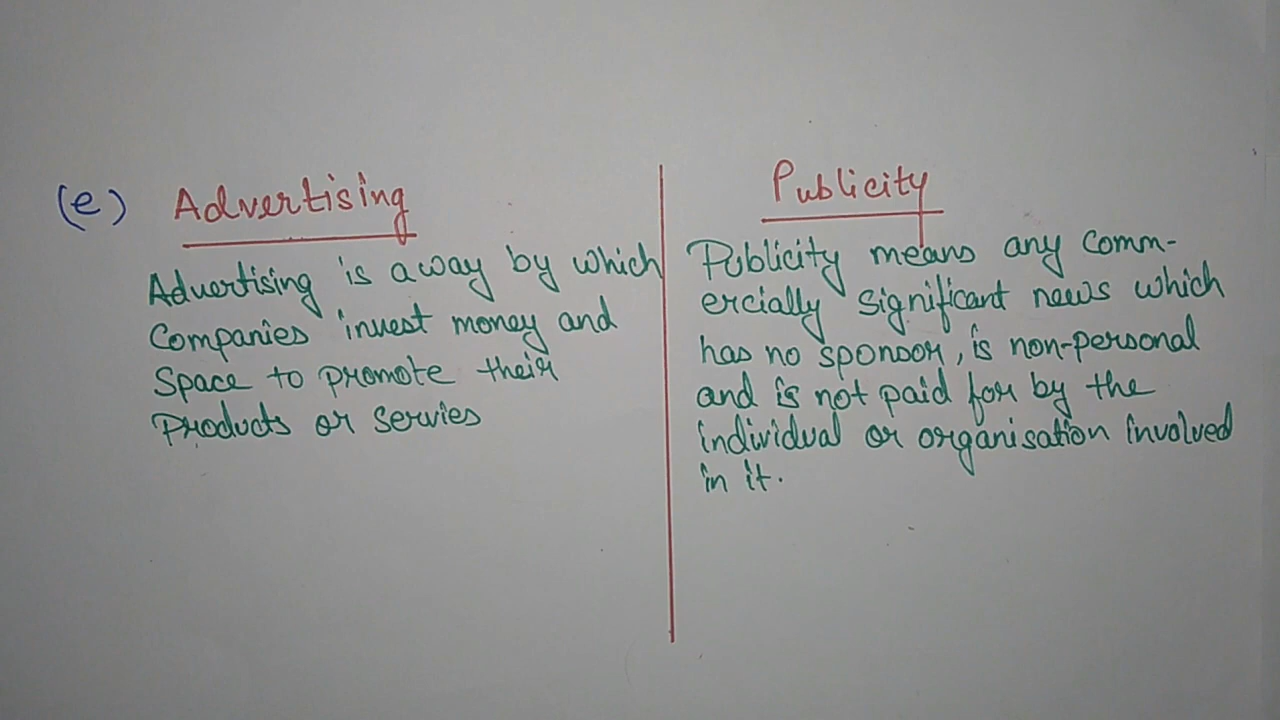 (e) Advertising
Advertising is a way by which
Companies invest money and
Space to promote their
Products or servies
Publicity
Publicity means any comm-
ercially significant news which
has no sponsor, is non-personal
and is not paid for by the
individual or organisation involved
in it.